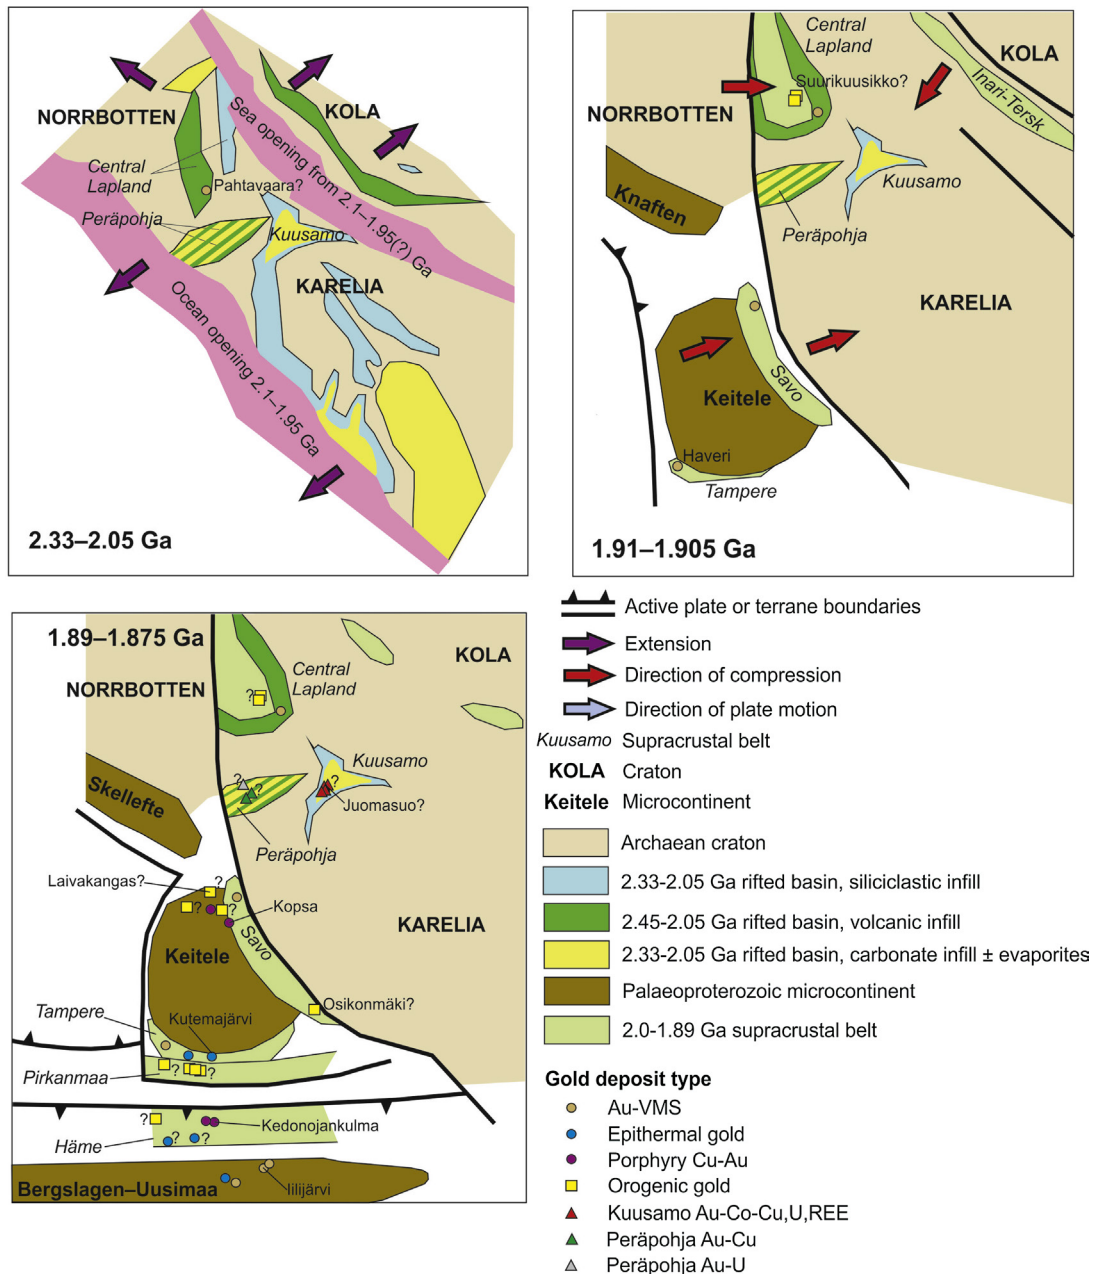 NORRBOTTEN
KOLA
Sea opening from 2.1–1.95(?) Ga
Central
Lapland
Pahtavaara?
Peräpohja
Kuusamo
KARELIA
Ocean opening 2.1–1.95 Ga
2.33–2.05 Ga
Central
Lapland
KOLA
Suurikuusikko?
Inari-Tersk
NORRBOTTEN
Kuusamo
Knaften
Peräpohja
KARELIA
Savo
Keitele
Haveri
Tampere
1.91–1.905 Ga
1.89–1.875 Ga
KOLA
NORRBOTTEN
Central
Lapland
?
Kuusamo
?
?
?
Juomasuo?
Skellefte
Peräpohja
Laivakangas?
?
?
?
Kopsa
KARELIA
Savo
Keitele
Osikonmäki?
Tampere
Kutemajärvi
Pirkanmaa
?
?
Kedonojankulma
?
?
Häme
Bergslagen–Uusimaa
Iilijärvi
Active plate or terrane boundaries
Extension
Direction of compression
Direction of plate motion
Kuusamo Supracrustal belt
KOLA Craton
Keitele Microcontinent
Archaean craton
2.33-2.05 Ga rifted basin, siliciclastic infill
2.45-2.05 Ga rifted basin, volcanic infill
2.33-2.05 Ga rifted basin, carbonate infill ± evaporites
Palaeoproterozoic microcontinent
2.0-1.89 Ga supracrustal belt
Gold deposit type
Au-VMS
Epithermal gold
Porphyry Cu-Au
Orogenic gold
Kuusamo Au-Co-Cu,U,REE
Peräpohja Au-Cu
Peräpohja Au-U